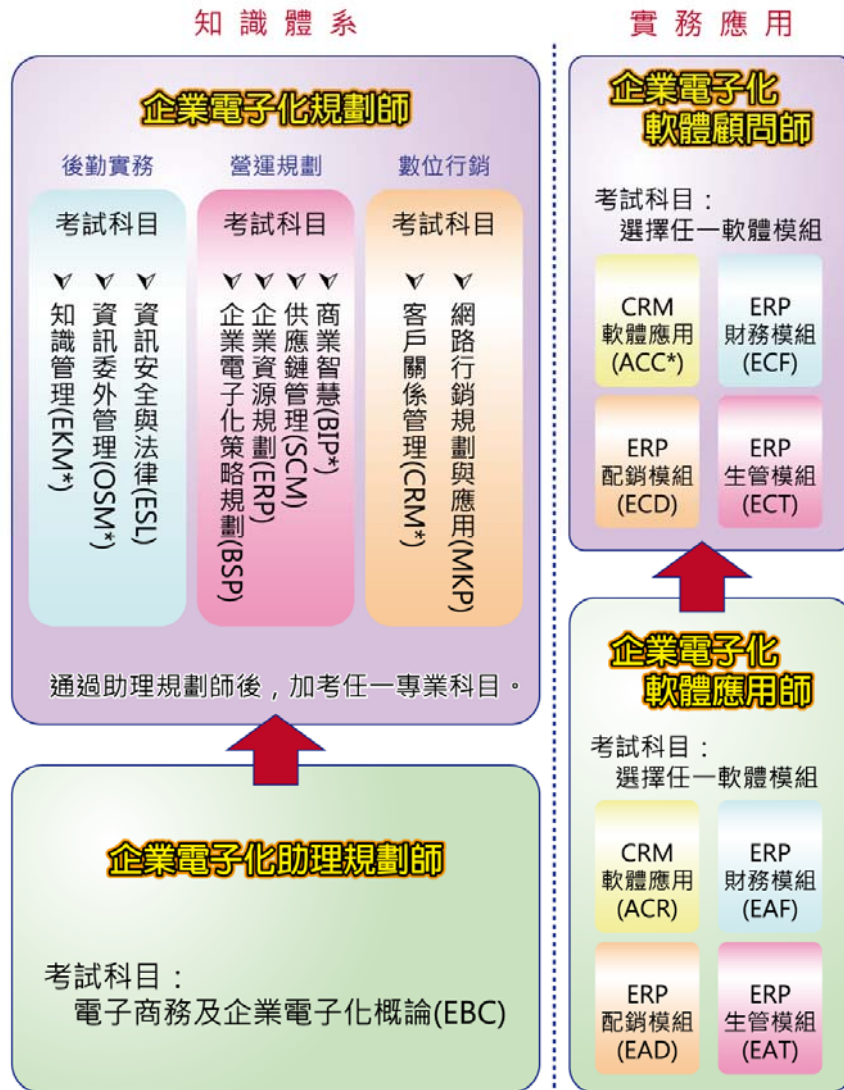 知識體系
企業電子化規劃師
後勤實務
考試科目
知識管理(EKM*)
資訊委外管理(OSM*)
資訊安全與法律(ESL)
營運規劃
考試科目
企業電子化策略規劃(BSP)
企業資源規劃(ERP)
供應鏈管理(SCM)
商業智慧(BIP*)
數位行銷
考試科目
客戶關係管理(CRM*)
網路行銷規劃與應用(MKP)
通過助理規劃師後，加考任一專業科目。
企業電子化助理規劃師
考試科目：
電子商務及企業電子化概論(EBC)
實務應用
企業電子化
軟體顧問師
考試科目：
選擇任一軟體模組
CRM
軟體應用
(ACC*)
ERP
財務模組
(ECF)
ERP
配銷模組
(ECD)
ERP
生管模組
(ECT)
企業電子化
軟體應用師
考試科目：
選擇任一軟體模組
CRM
軟體應用
(ACR)
ERP
財務模組
(EAF)
ERP
配銷模組
(EAD)
ERP
生管模組
(EAT)